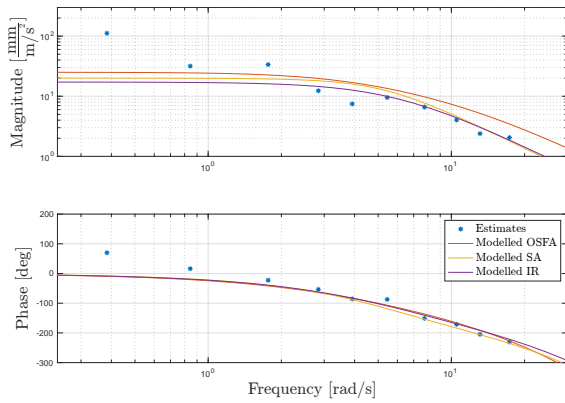 Magnitude [mm/m/s²]
10²
10¹
10⁰
10⁰ 10¹
Phase [deg]
200
100
0
-100
-200
-300
10⁰ 10¹
Estimates
Modelled OSFA
Modelled SA
Modelled IR
Frequency [rad/s]